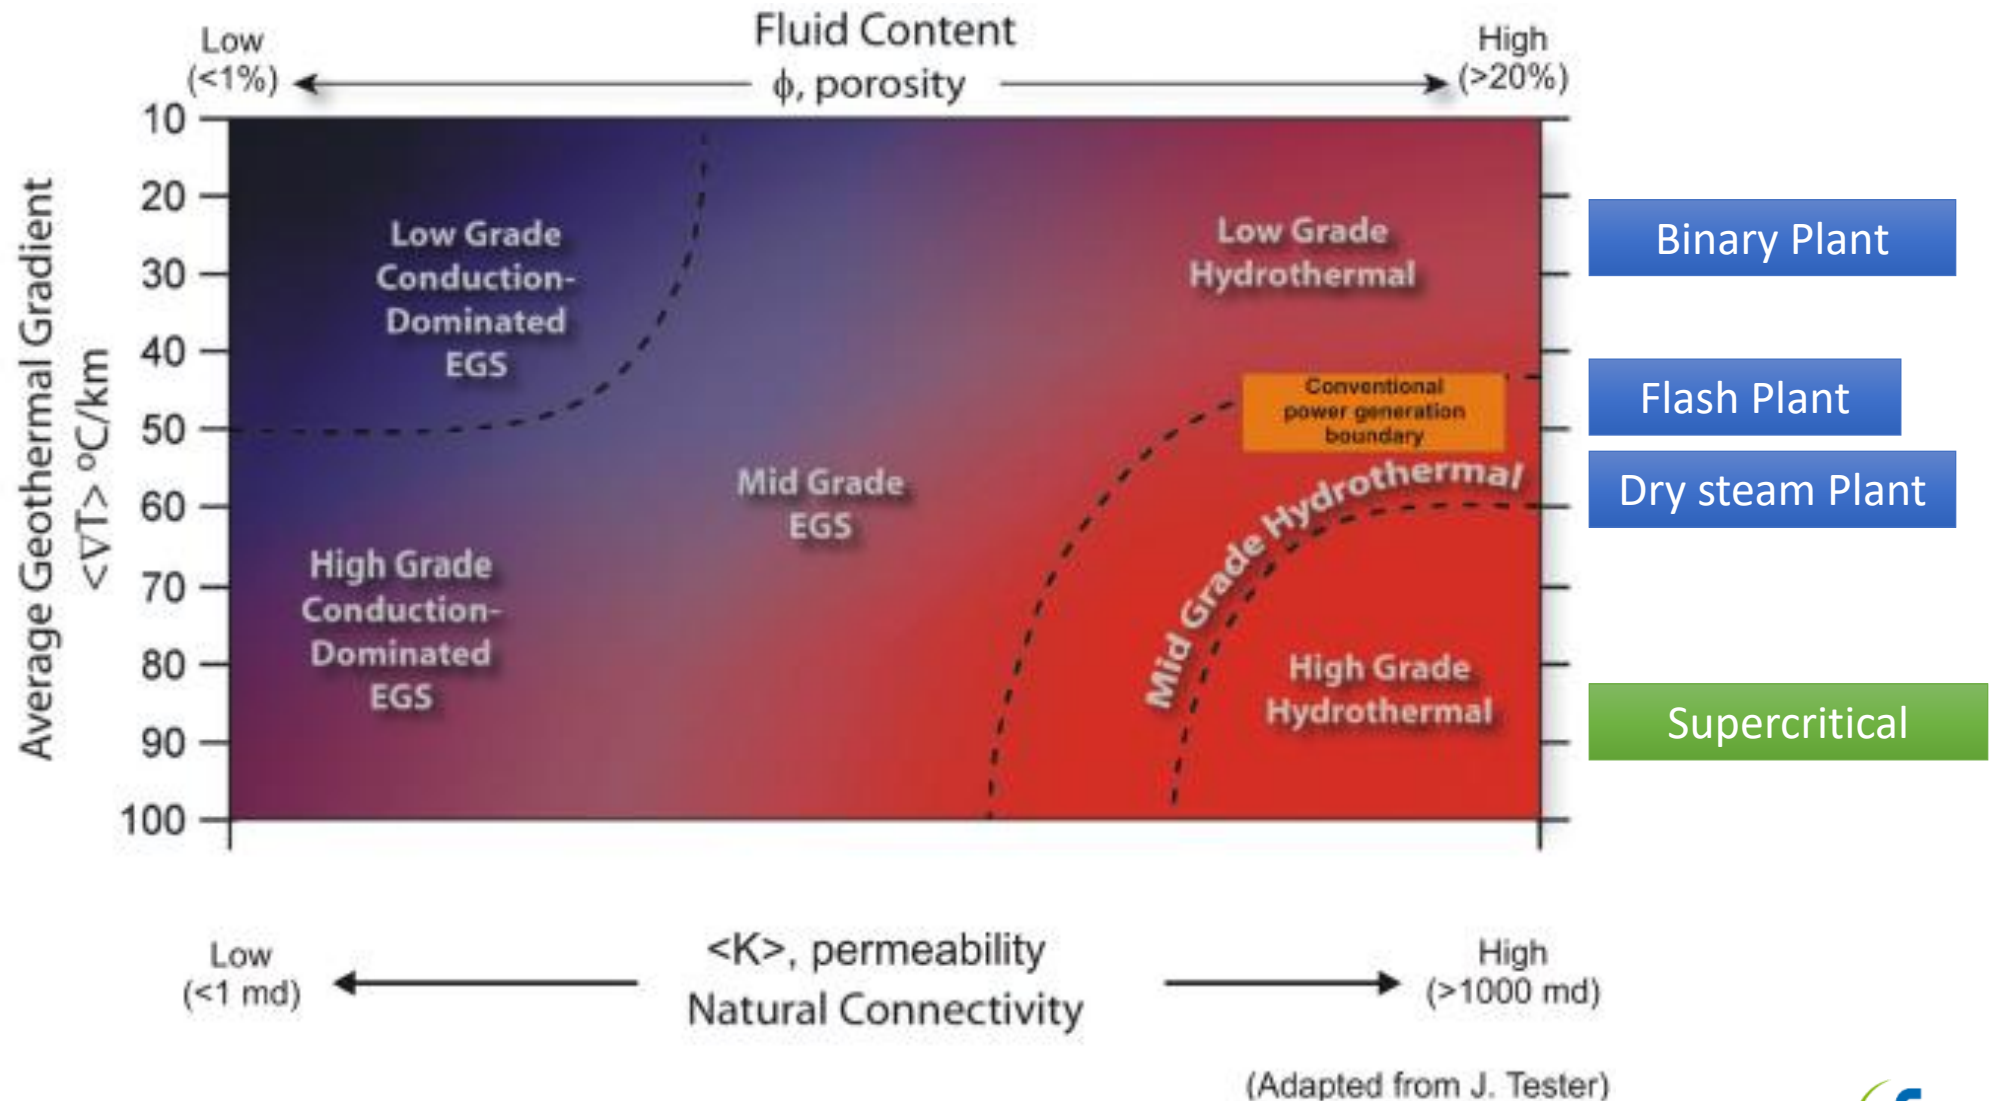 Fluid Content
Low
(<1%)
ϕ, porosity
High
(>20%)
Average Geothermal Gradient
<∇T> ºC/km
10
20
30
40
50
60
70
80
90
100
Low Grade
Conduction-
Dominated
EGS
Low Grade
Hydrothermal
Conventional
power generation
boundary
Mid Grade
EGS
Mid Grade Hydrothermal
High Grade
Conduction-
Dominated
EGS
High Grade
Hydrothermal
Binary Plant
Flash Plant
Dry steam Plant
Supercritical
Low
(<1 md)
<K>, permeability
Natural Connectivity
High
(>1000 md)
(Adapted from J. Tester)